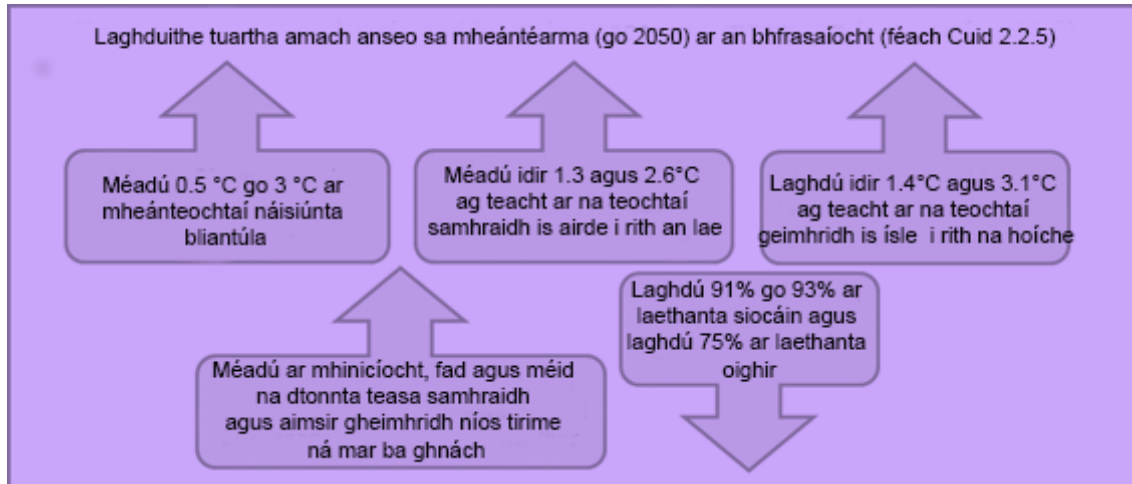 Laghduithe tuartha amach anseo sa mheántéarma (go 2050) ar an bhfrasaíocht (féach Cuid 2.2.5)
Méadú 0.5 °C go 3 °C ar
mheánteochtaí náisiúnta
bliantúla
Méadú idir 1.3 agus 2.6°C
ag teacht ar na teochtaí
samhraidh is airde i rith an lae
Laghdú idir 1.4°C agus 3.1°C
ag teacht ar na teochtaí
geimhridh is ísle i rith na hoíche
Méadú ar mhinicíocht, fad agus méid
na dtonnta teasa samhraidh
agus aimsir gheimhridh níos tirime
ná mar ba ghnách
Laghdú 91% go 93% ar
laethanta siocáin agus
laghdú 75% ar laethanta
oighir